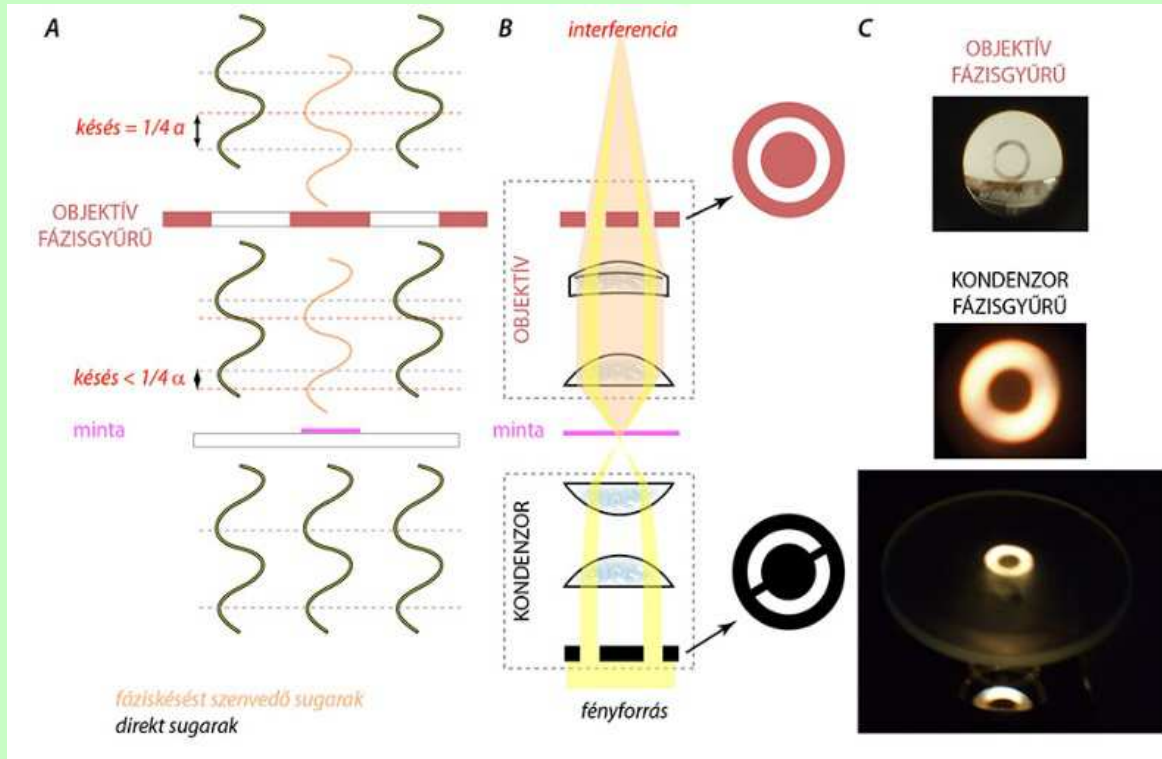 A
késés = 1/4 a
OBJEKTÍV
FÁZISGYŰRŰ
késés < 1/4 α
minta
fáziskésést szenvedő sugarak
direkt sugarak
B
interferencia
OBJEKTÍV
minta
KONDENZOR
fényforrás
C
OBJEKTÍV
FÁZISGYŰRŰ
KONDENZOR
FÁZISGYŰRŰ